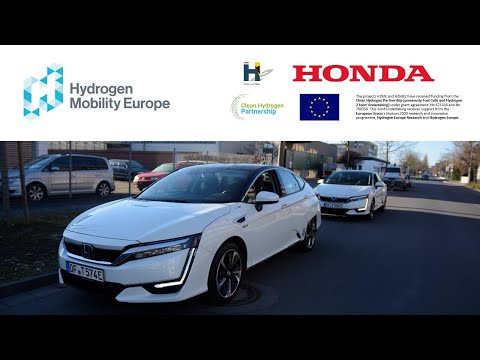 Hydrogen
Mobility Europe
H
HONDA
Clean Hydrogen
Partnership
The projects H2ME and H2ME2 have received funding from the
Clean Hydrogen Partnership (previously Fuel Cells and Hydrogen
2 Joint Undertaking) under grant agreement No 671438 and No
700350. This Joint Undertaking receives support from the
European Union's Horizon 2020 research and innovation
programme, Hydrogen Europe Research and Hydrogen Europe.
OF T574E